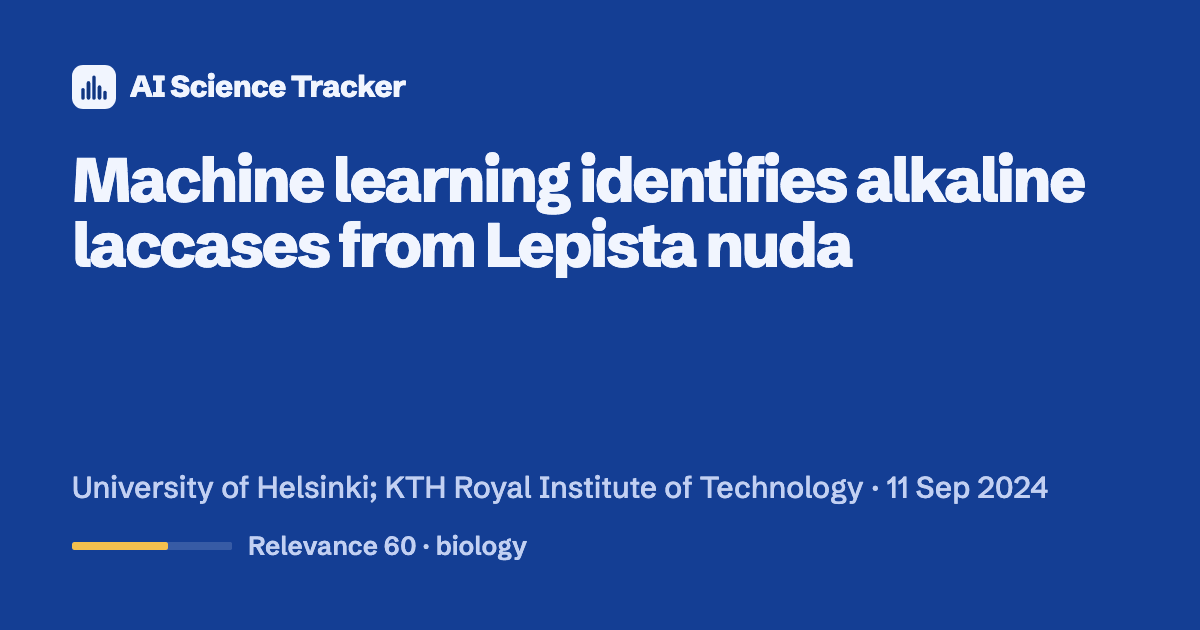 AI Science Tracker
Machine learning identifies alkaline
laccases from Lepista nuda
University of Helsinki; KTH Royal Institute of Technology · 11 Sep 2024
Relevance 60 · biology